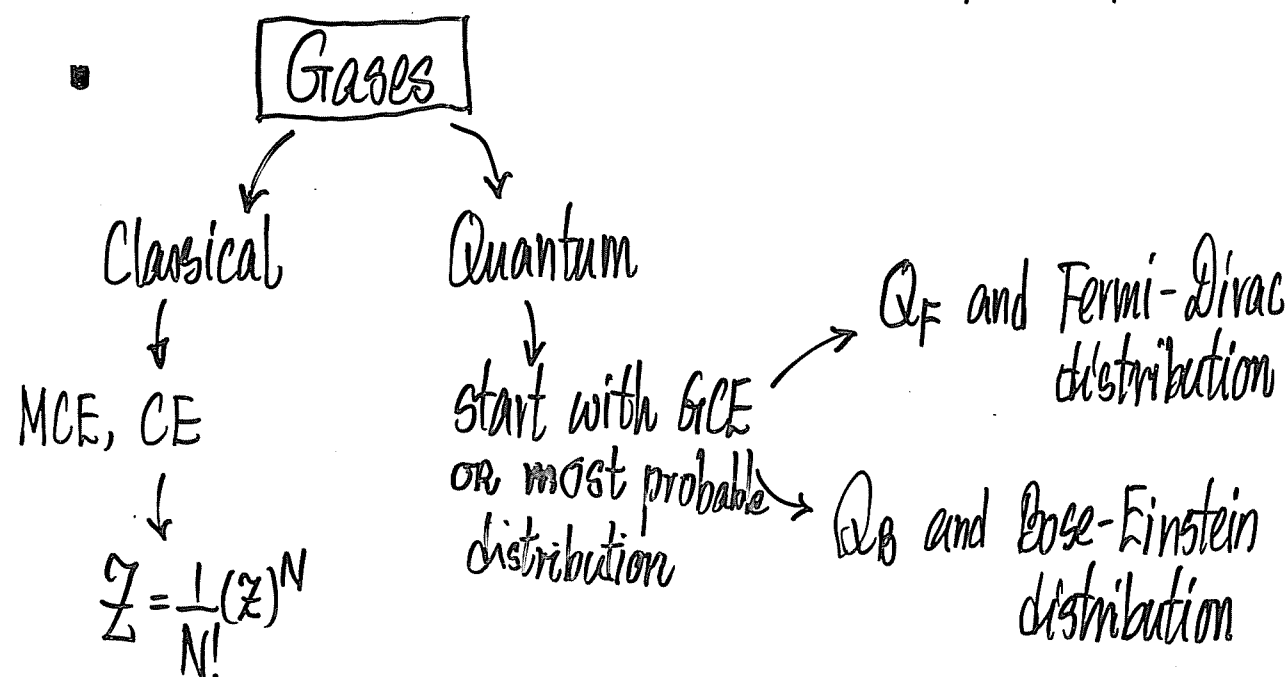 Gases
Classical
Quantum
MCE, CE
Z = 1/N! (z)^N
start with GCE
OR most probable
distribution
Q_F and Fermi-Dirac
distribution
Q_B and Bose-Einstein
distribution